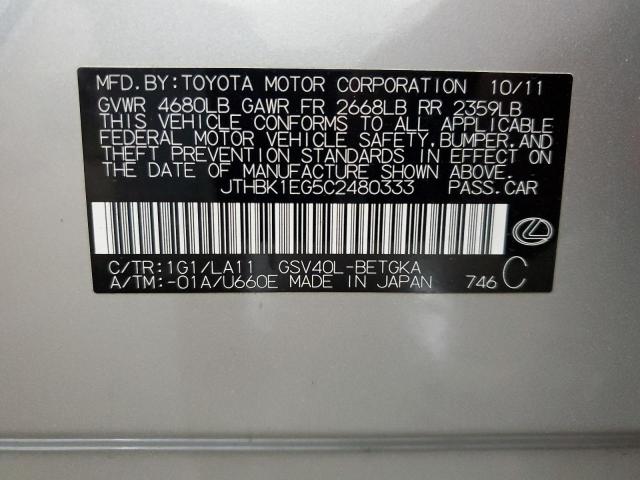 MFD. BY: TOYOTA MOTOR CORPORATION 10/11
GVWR 4680LB GAWR FR 2668LB RR 2359LB
THIS VEHICLE CONFORMS TO ALL APPLICABLE
FEDERAL MOTOR VEHICLE SAFETY, BUMPER, AND
THEFT PREVENTION STANDARDS IN EFFECT ON
THE DATE OF MANUFACTURE SHOWN ABOVE.
JTHBK1EG5C2480333 PASS. CAR
C/TR: 1G1/LA11 GSV40L-BETGKA
A/TM: -01A/U660E MADE IN JAPAN 746 C